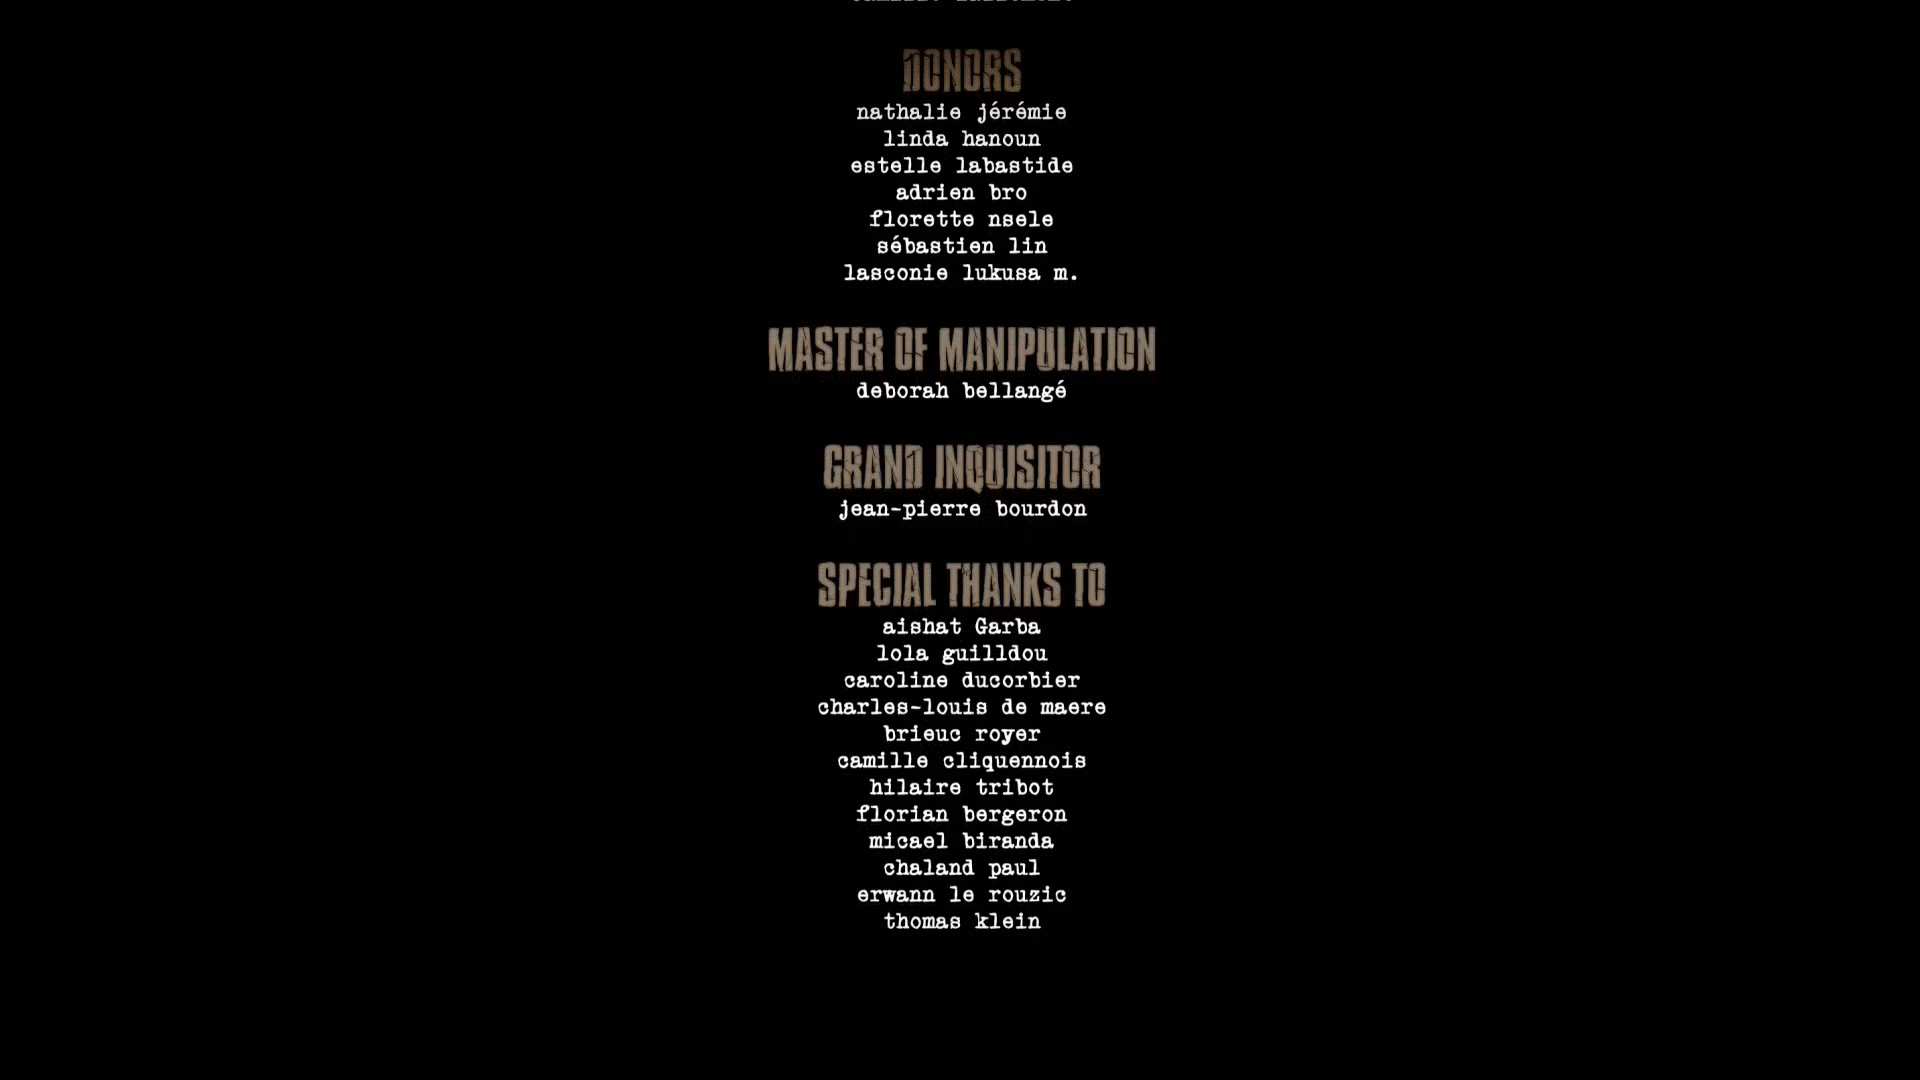 DONORS
nathalie jérémie
linda hanoun
estelle labastide
adrien bro
florette nsele
sébastien lin
lasconie lukusa m.
MASTER OF MANIPULATION
deborah bellangé
GRAND INQUISITOR
jean-pierre bourdon
SPECIAL THANKS TO
aishat Garba
lola guilldou
caroline ducorbier
charles-louis de maere
brieuc royer
camille cliquennois
hilaire tribot
florian bergeron
micael biranda
chaland paul
erwann le rouzic
thomas klein